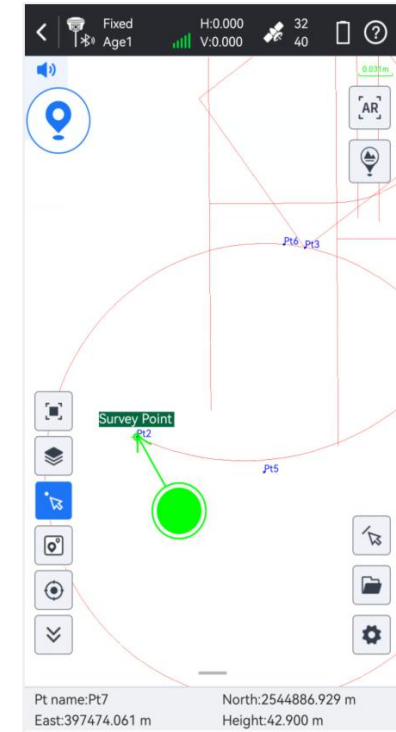 Fixed H:0.000 32
Age1 V:0.000 40
0.031m
AR
Pt6 Pt3
Survey Point
Pt2
Pt5
Pt name:Pt7 North:2544886.929 m
East:397474.061 m Height:42.900 m